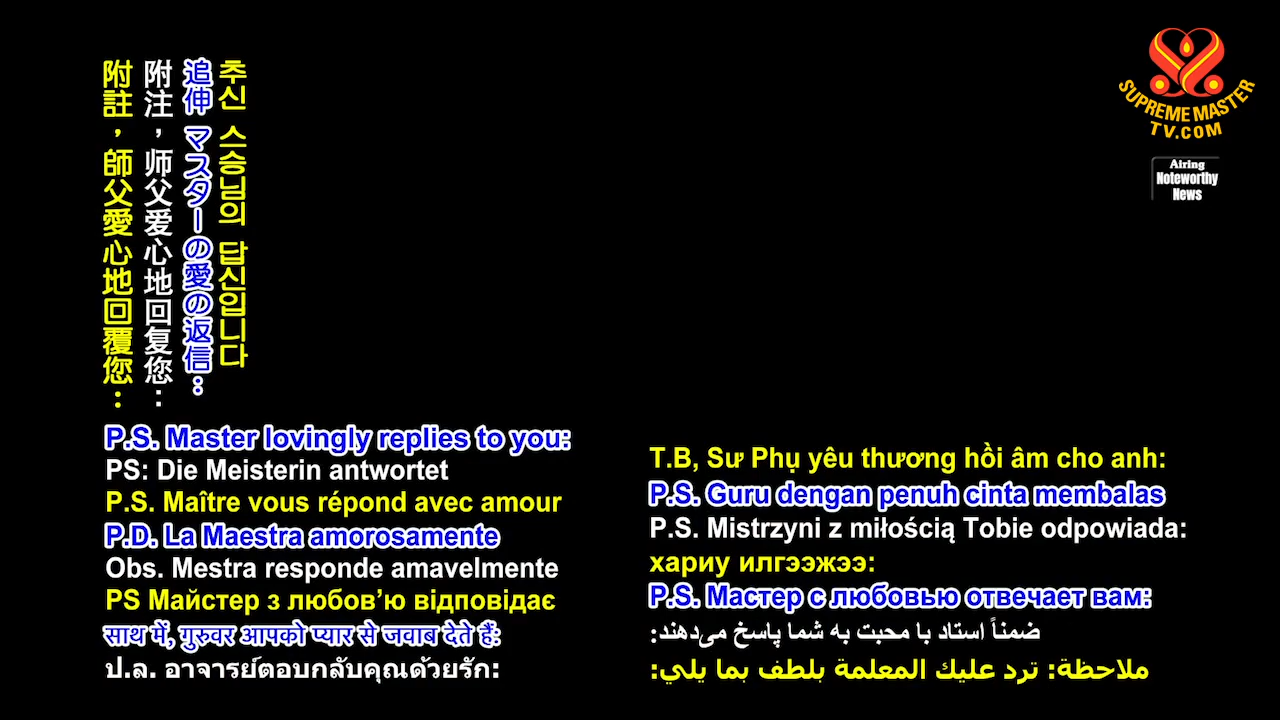 附註，師父愛心地回覆您：
附注，师父爱心地回复您：
追伸 マスターの愛の返信：
추신 스승님의 답신입니다
P.S. Master lovingly replies to you:
PS: Die Meisterin antwortet
P.S. Maître vous répond avec amour
P.D. La Maestra amorosamente
Obs. Mestra responde amavelmente
PS Майстер з любов’ю відповідає
साथ में, गुरुवर आपको प्यार से जवाब देते हैं:
ป.ล. อาจารย์ตอบกลับคุณด้วยรัก:
T.B, Sư Phụ yêu thương hồi âm cho anh:
P.S. Guru dengan penuh cinta membalas
P.S. Mistrzyni z miłością Tobie odpowiada:
хариу илгээжээ:
P.S. Мастер с любовью отвечает вам:
ضمناً استاد با محبت به شما پاسخ می‌دهند:
ملاحظة: ترد عليك المعلمة بلطف بما يلي:
SUPREME MASTER
TV.COM
Airing
Noteworthy
News